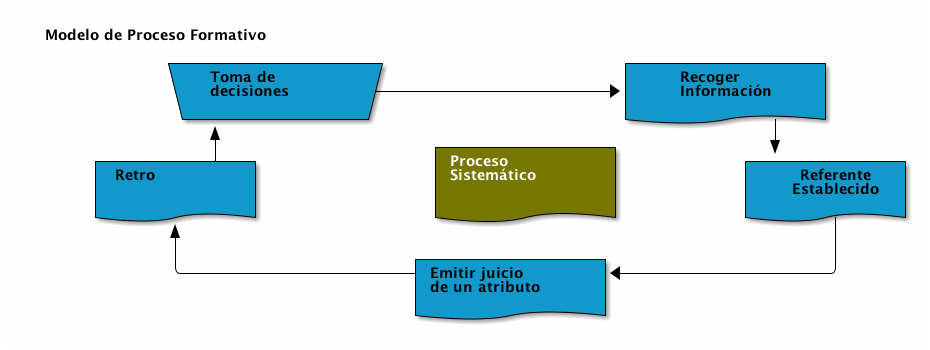 Modelo de Proceso Formativo
Toma de
decisiones
Recoger
Información
Retro
Proceso
Sistemático
Referente
Establecido
Emitir juicio
de un atributo